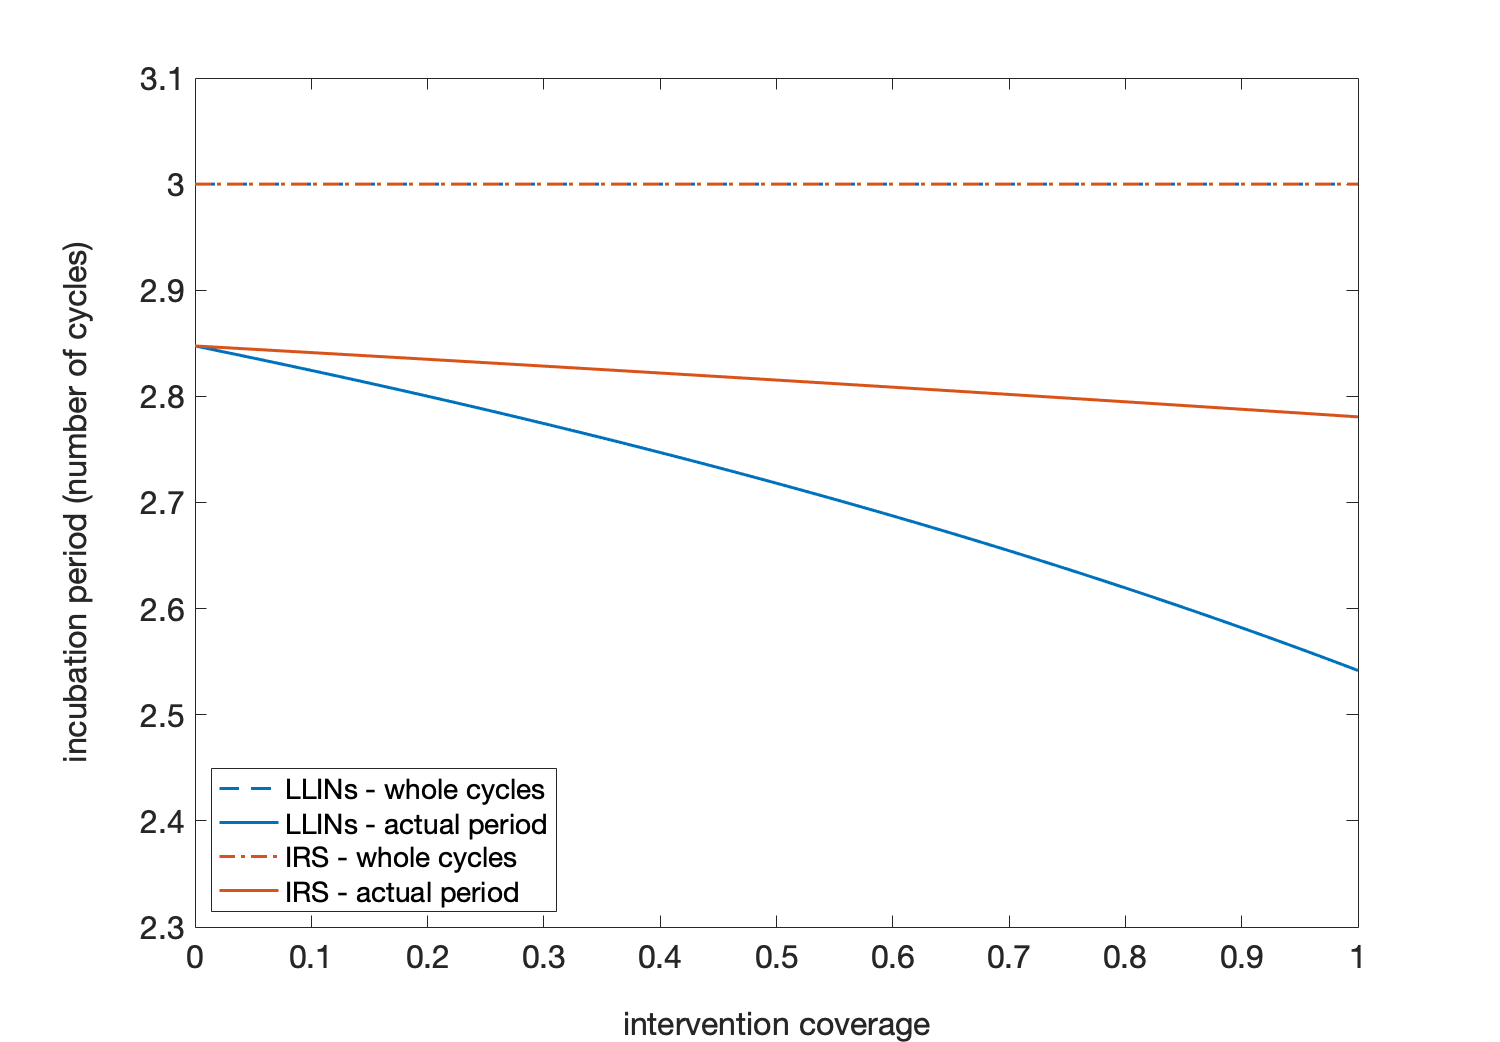 3.1
3
2.9
2.8
2.7
2.6
2.5
2.4
2.3
incubation period (number of cycles)
LLINs - whole cycles
LLINs - actual period
IRS - whole cycles
IRS - actual period
0 0.1 0.2 0.3 0.4 0.5 0.6 0.7 0.8 0.9 1
intervention coverage